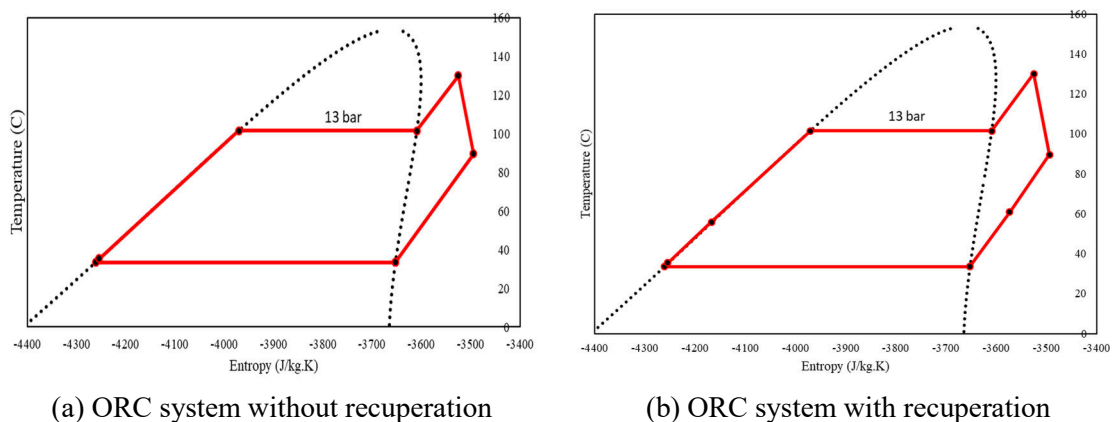 160
140
120
100
80
60
40
20
0
Temperature (C)
13 bar
-4400 -4300 -4200 -4100 -4000 -3900 -3800 -3700 -3600 -3500 -3400
Entropy (J/kg.K)
(a) ORC system without recuperation
160
140
120
100
80
60
40
20
0
Temperature (C)
13 bar
-4400 -4300 -4200 -4100 -4000 -3900 -3800 -3700 -3600 -3500 -3400
Entropy (J/kg.K)
(b) ORC system with recuperation